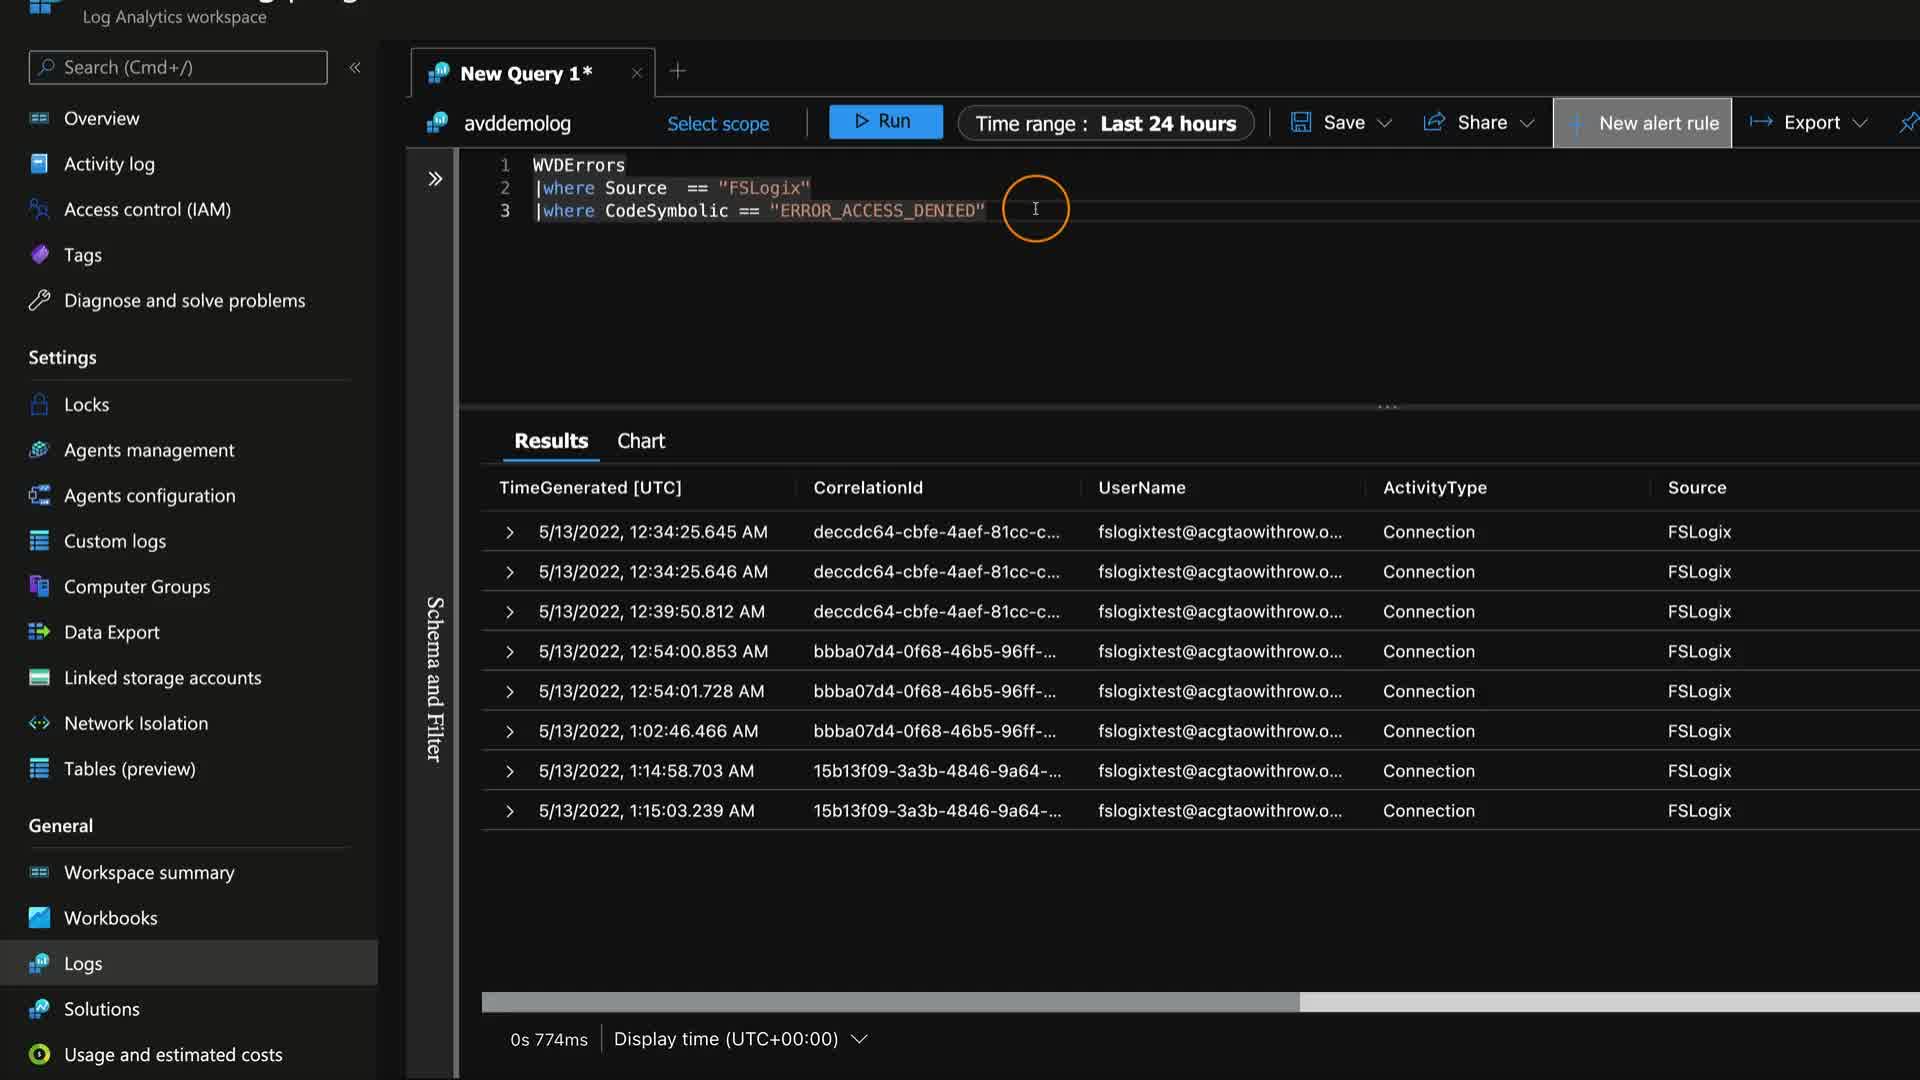 Log Analytics workspace
Search (Cmd+/)
«
Overview
Activity log
Access control (IAM)
Tags
Diagnose and solve problems
Settings
Locks
Agents management
Agents configuration
Custom logs
Computer Groups
Data Export
Linked storage accounts
Network Isolation
Tables (preview)
General
Workspace summary
Workbooks
Logs
Solutions
Usage and estimated costs
New Query 1*
avddemolog
Select scope
Run
Time range : Last 24 hours
Save
Share
New alert rule
Export
1 WVDErrors
2 |where Source  == "FSLogix"
3 |where CodeSymbolic == "ERROR_ACCESS_DENIED"
Schema and Filter
...
Results Chart
TimeGenerated [UTC] CorrelationId UserName ActivityType Source
5/13/2022, 12:34:25.645 AM deccdc64-cbfe-4aef-81cc-c... fslogixtest@acgtaowithrow.o... Connection FSLogix
5/13/2022, 12:34:25.646 AM deccdc64-cbfe-4aef-81cc-c... fslogixtest@acgtaowithrow.o... Connection FSLogix
5/13/2022, 12:39:50.812 AM deccdc64-cbfe-4aef-81cc-c... fslogixtest@acgtaowithrow.o... Connection FSLogix
5/13/2022, 12:54:00.853 AM bbba07d4-0f68-46b5-96ff-... fslogixtest@acgtaowithrow.o... Connection FSLogix
5/13/2022, 12:54:01.728 AM bbba07d4-0f68-46b5-96ff-... fslogixtest@acgtaowithrow.o... Connection FSLogix
5/13/2022, 1:02:46.466 AM bbba07d4-0f68-46b5-96ff-... fslogixtest@acgtaowithrow.o... Connection FSLogix
5/13/2022, 1:14:58.703 AM 15b13f09-3a3b-4846-9a64-... fslogixtest@acgtaowithrow.o... Connection FSLogix
5/13/2022, 1:15:03.239 AM 15b13f09-3a3b-4846-9a64-... fslogixtest@acgtaowithrow.o... Connection FSLogix
0s 774ms Display time (UTC+00:00)